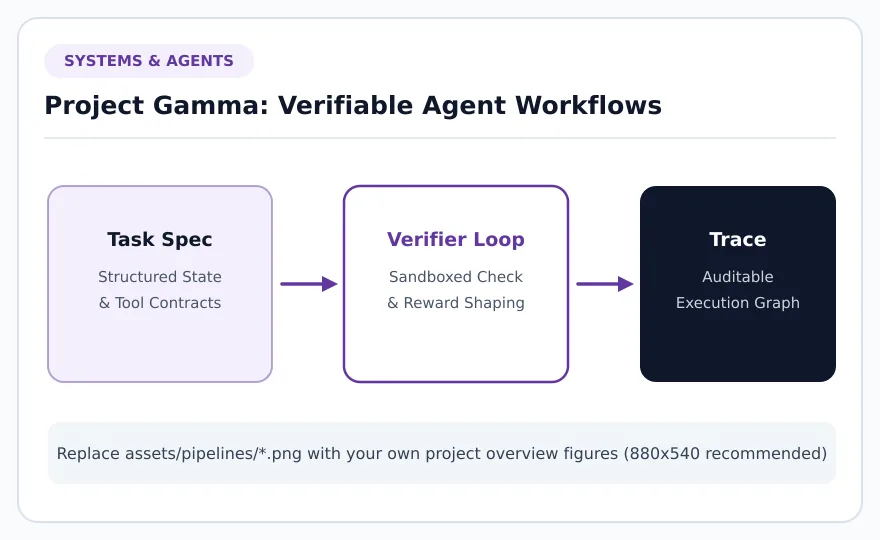 SYSTEMS & AGENTS
Project Gamma: Verifiable Agent Workflows
Task Spec
Structured State
& Tool Contracts
Verifier Loop
Sandboxed Check
& Reward Shaping
Trace
Auditable
Execution Graph
Replace assets/pipelines/*.png with your own project overview figures (880x540 recommended)